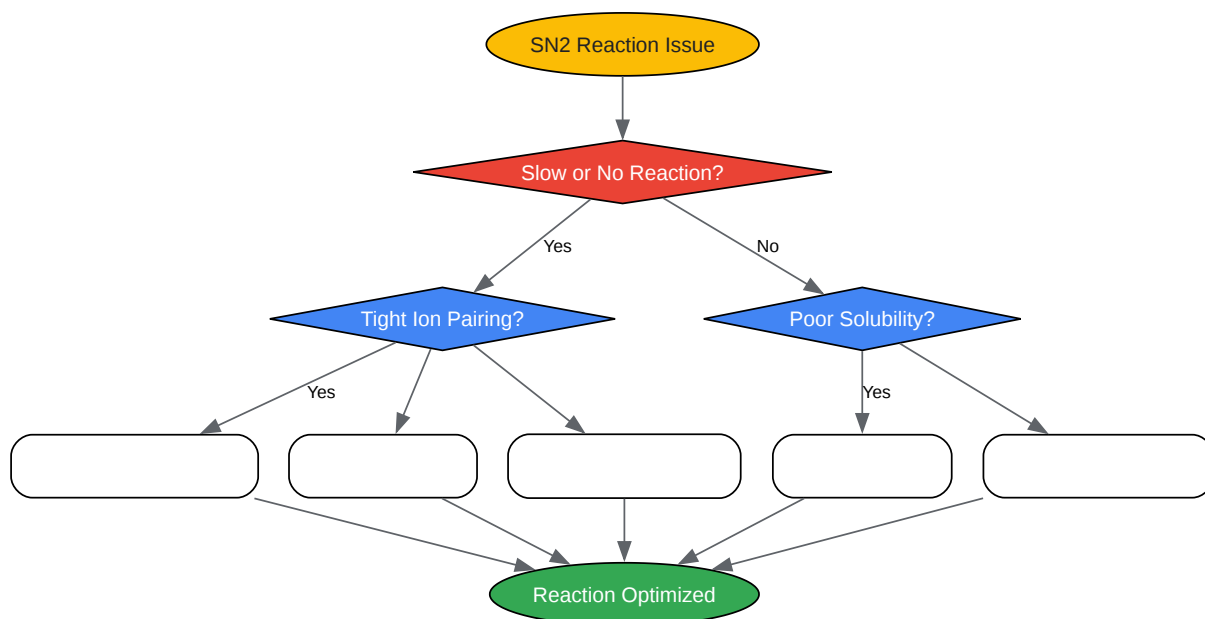 SN2 Reaction Issue
Slow or No Reaction?
Yes
No
Tight Ion Pairing?
Poor Solubility?
Yes
Yes
Reaction Optimized